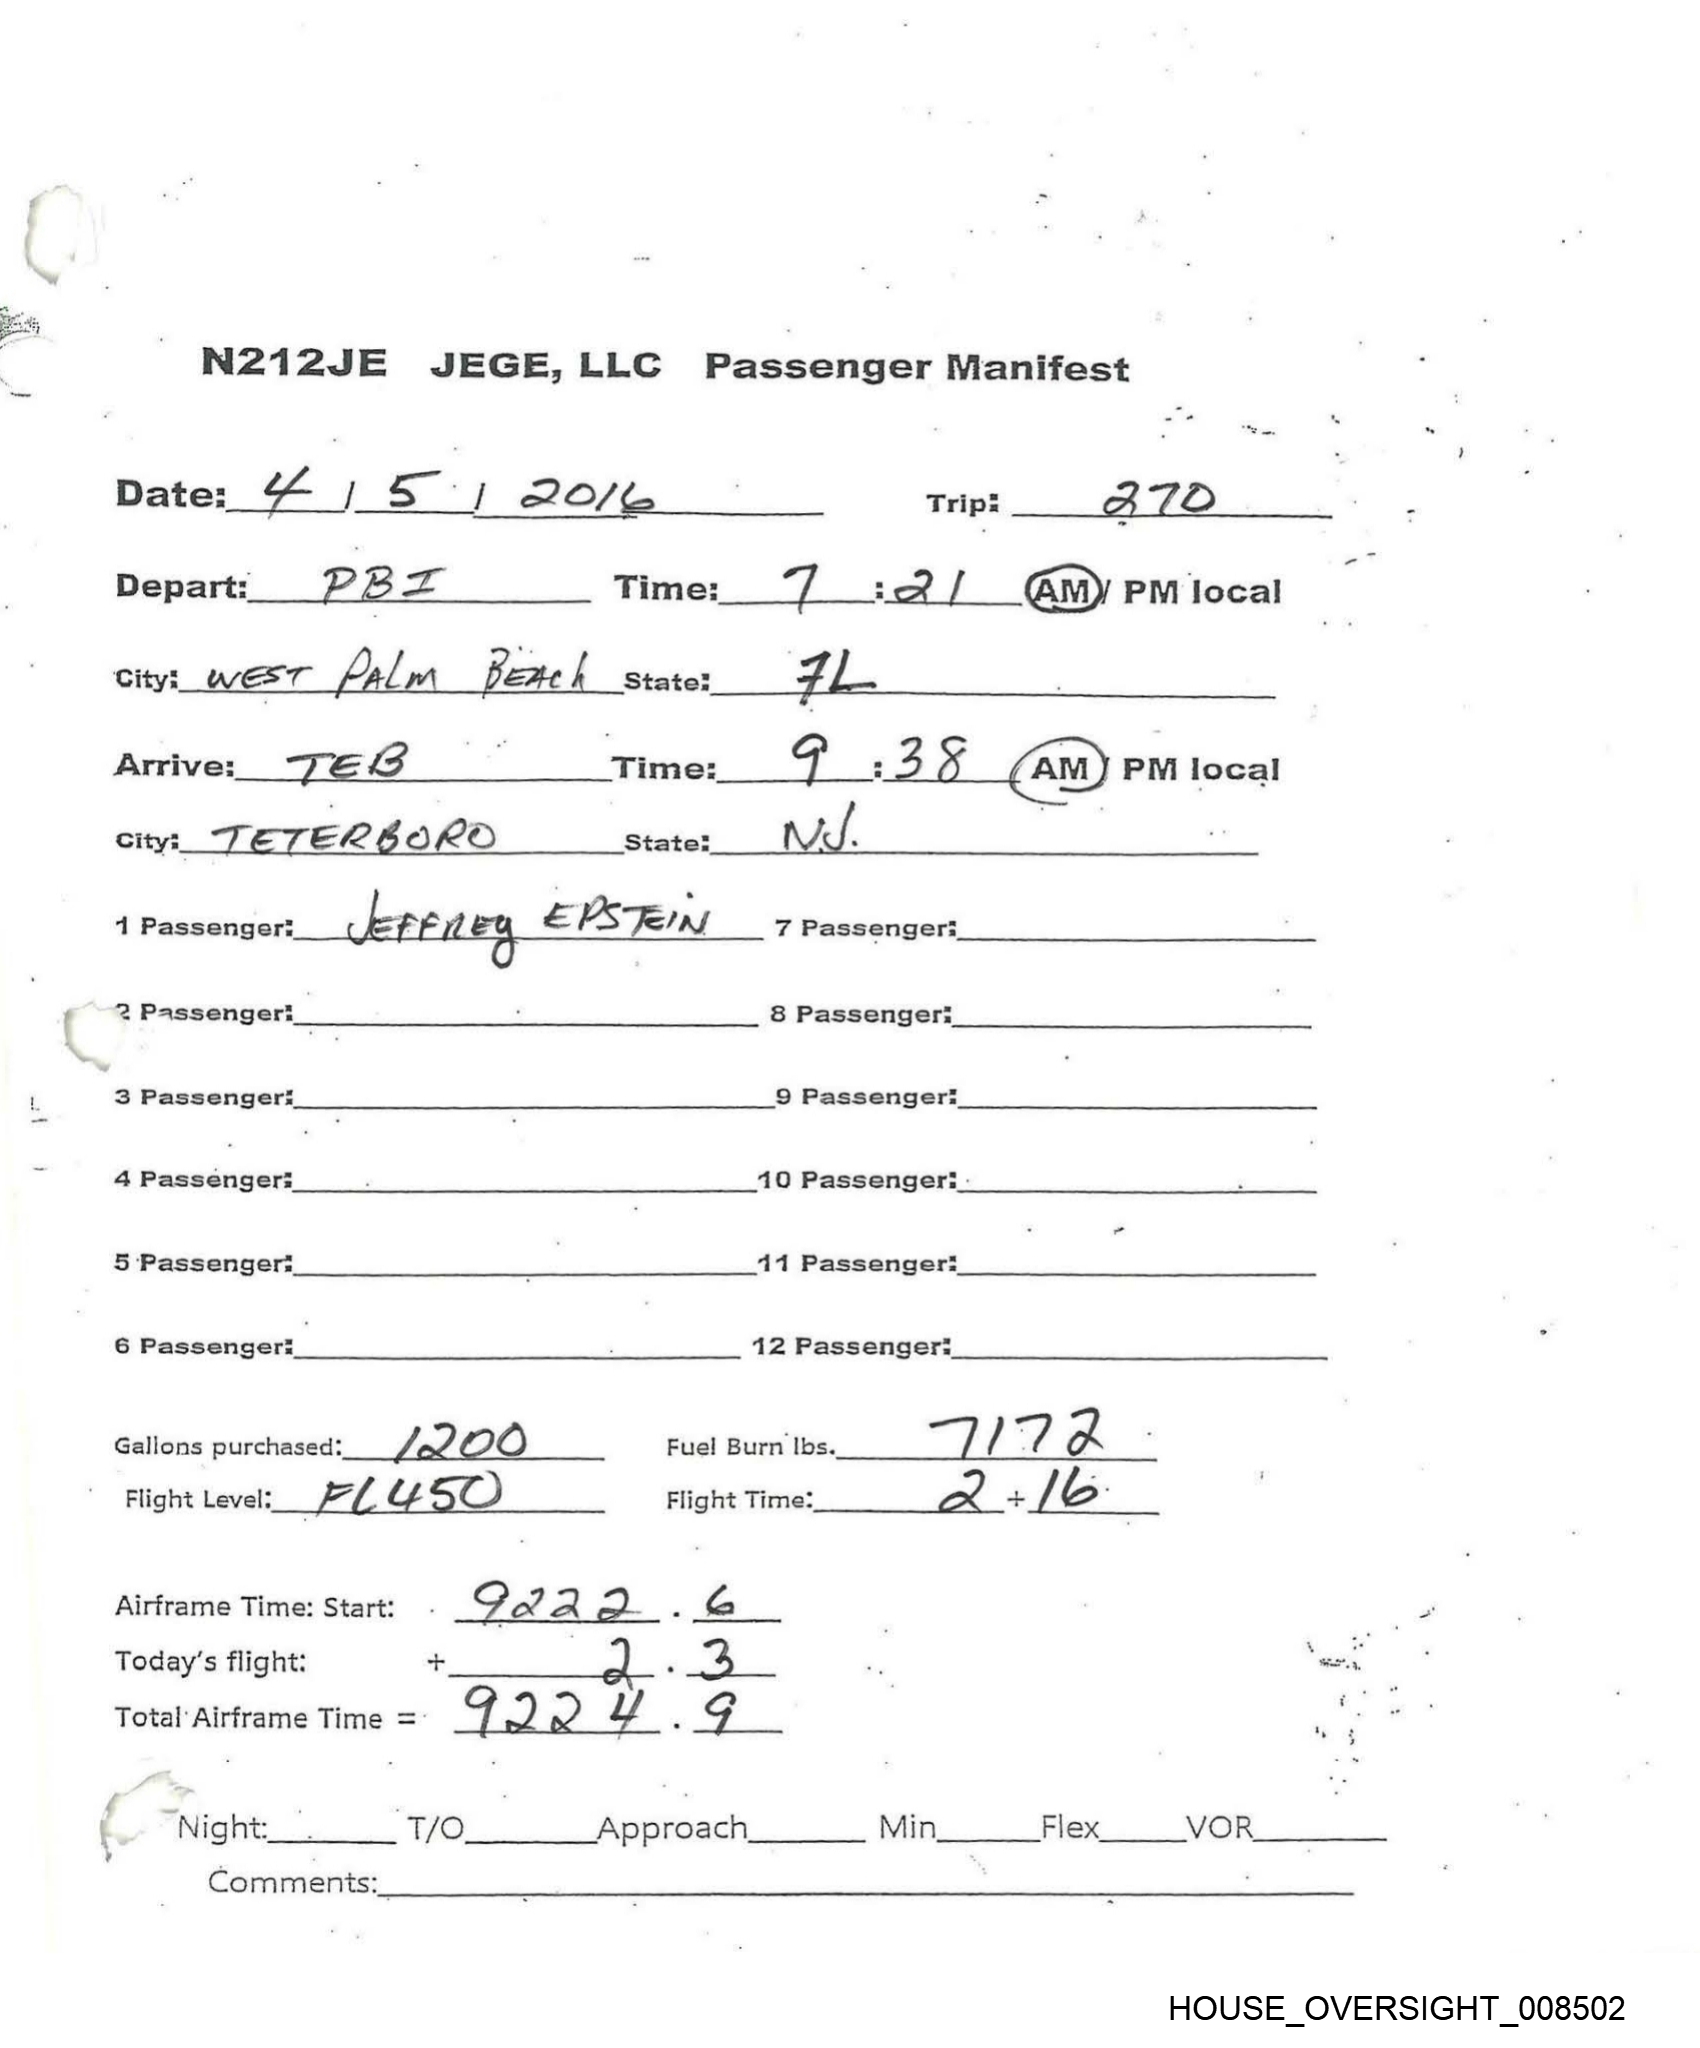 N212JE JEGE, LLC Passenger Manifest
Date: 4 / 5 / 2016 Trip: 270
Depart: PBI Time: 7 : 21 AM / PM local
City: WEST PALM BEACH State: FL
Arrive: TEB Time: 9 : 38 AM / PM local
City: TETERBORO State: N.J.
1 Passenger: JEFFREY EPSTEIN 7 Passenger:
2 Passenger: 8 Passenger:
3 Passenger: 9 Passenger:
4 Passenger: 10 Passenger:
5 Passenger: 11 Passenger:
6 Passenger: 12 Passenger:
Gallons purchased: 1200 Fuel Burn lbs. 7172
Flight Level: FL450 Flight Time: 2 + 16
Airframe Time: Start: 9222 . 6
Today's flight: + 2 . 3
Total Airframe Time = 9224 . 9
Night: T/O Approach Min Flex VOR
Comments:
HOUSE_OVERSIGHT_008502